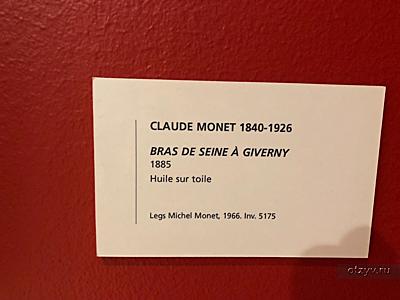 CLAUDE MONET 1840-1926
BRAS DE SEINE À GIVERNY
1885
Huile sur toile
Legs Michel Monet, 1966. Inv. 5175
otzyv.ru